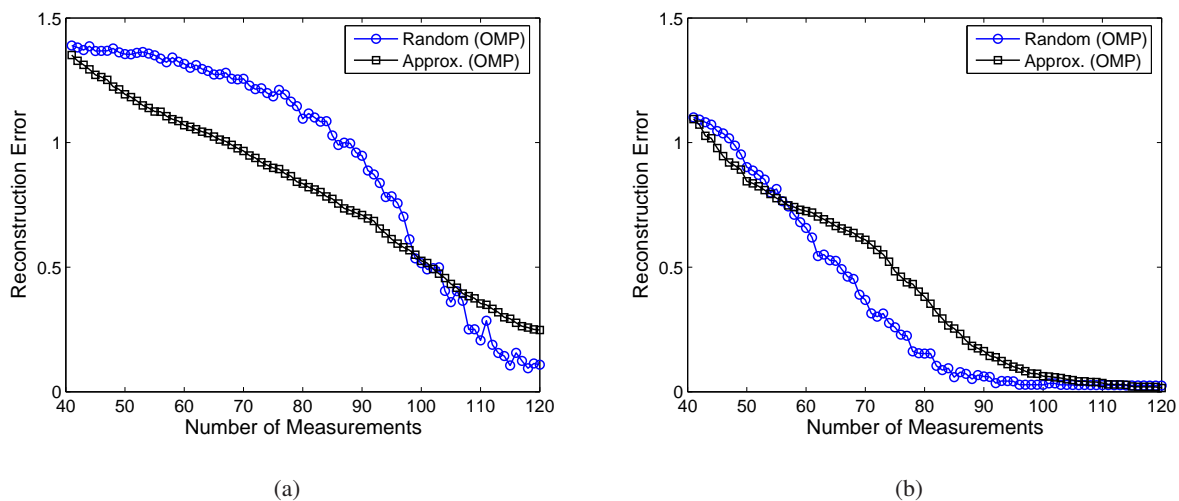 1.5
1
0.5
0
Reconstruction Error
Random (OMP)
Approx. (OMP)
40 50 60 70 80 90 100 110 120
Number of Measurements
(a)
1.5
1
0.5
0
Reconstruction Error
Random (OMP)
Approx. (OMP)
40 50 60 70 80 90 100 110 120
Number of Measurements
(b)